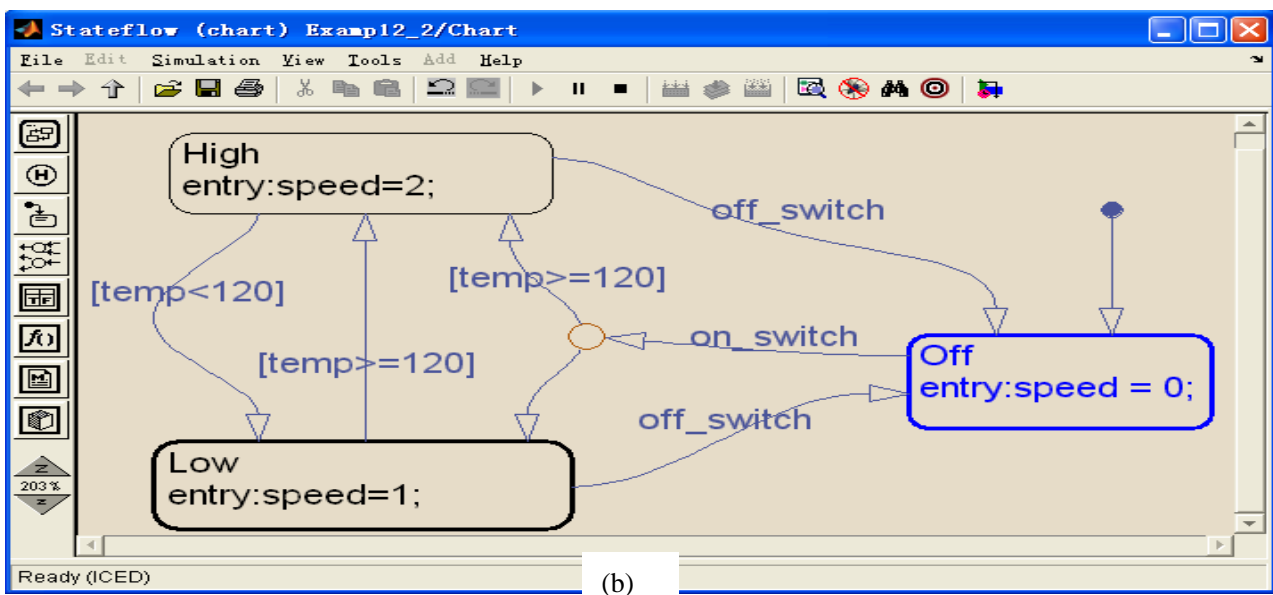 Stateflow (chart) Examp12_2/Chart
File Edit Simulation View Tools Add Help
High
entry:speed=2;
off_switch
[temp<120]
[temp>=120]
on_switch
[temp>=120]
Off
entry:speed = 0;
off_switch
Low
entry:speed=1;
H
TF
f()
M
Z
203%
Z
Ready (ICED)
(b)